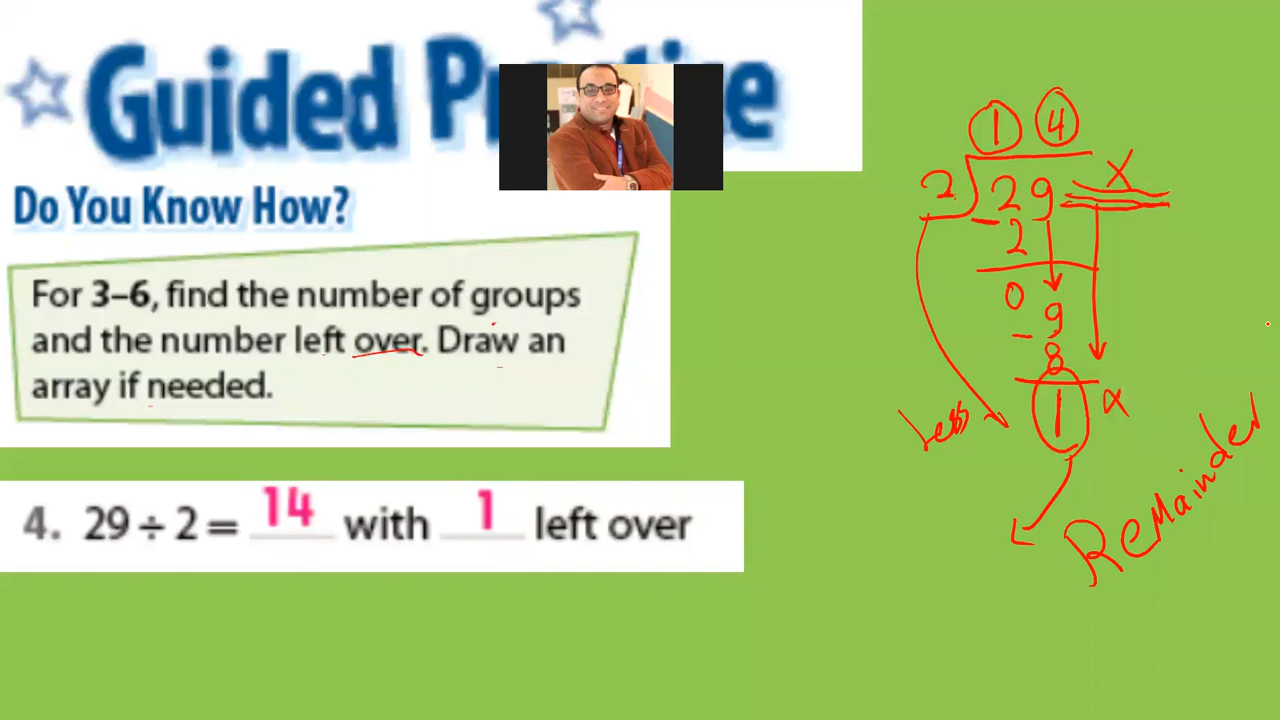 Guided Pr   e
Do You Know How?
For 3–6, find the number of groups
and the number left over. Draw an
array if needed.
4. 29 ÷ 2 = 14 with 1 left over
1 4
2 29 X
- 2
0 9
- 8
1
Less
Remainder